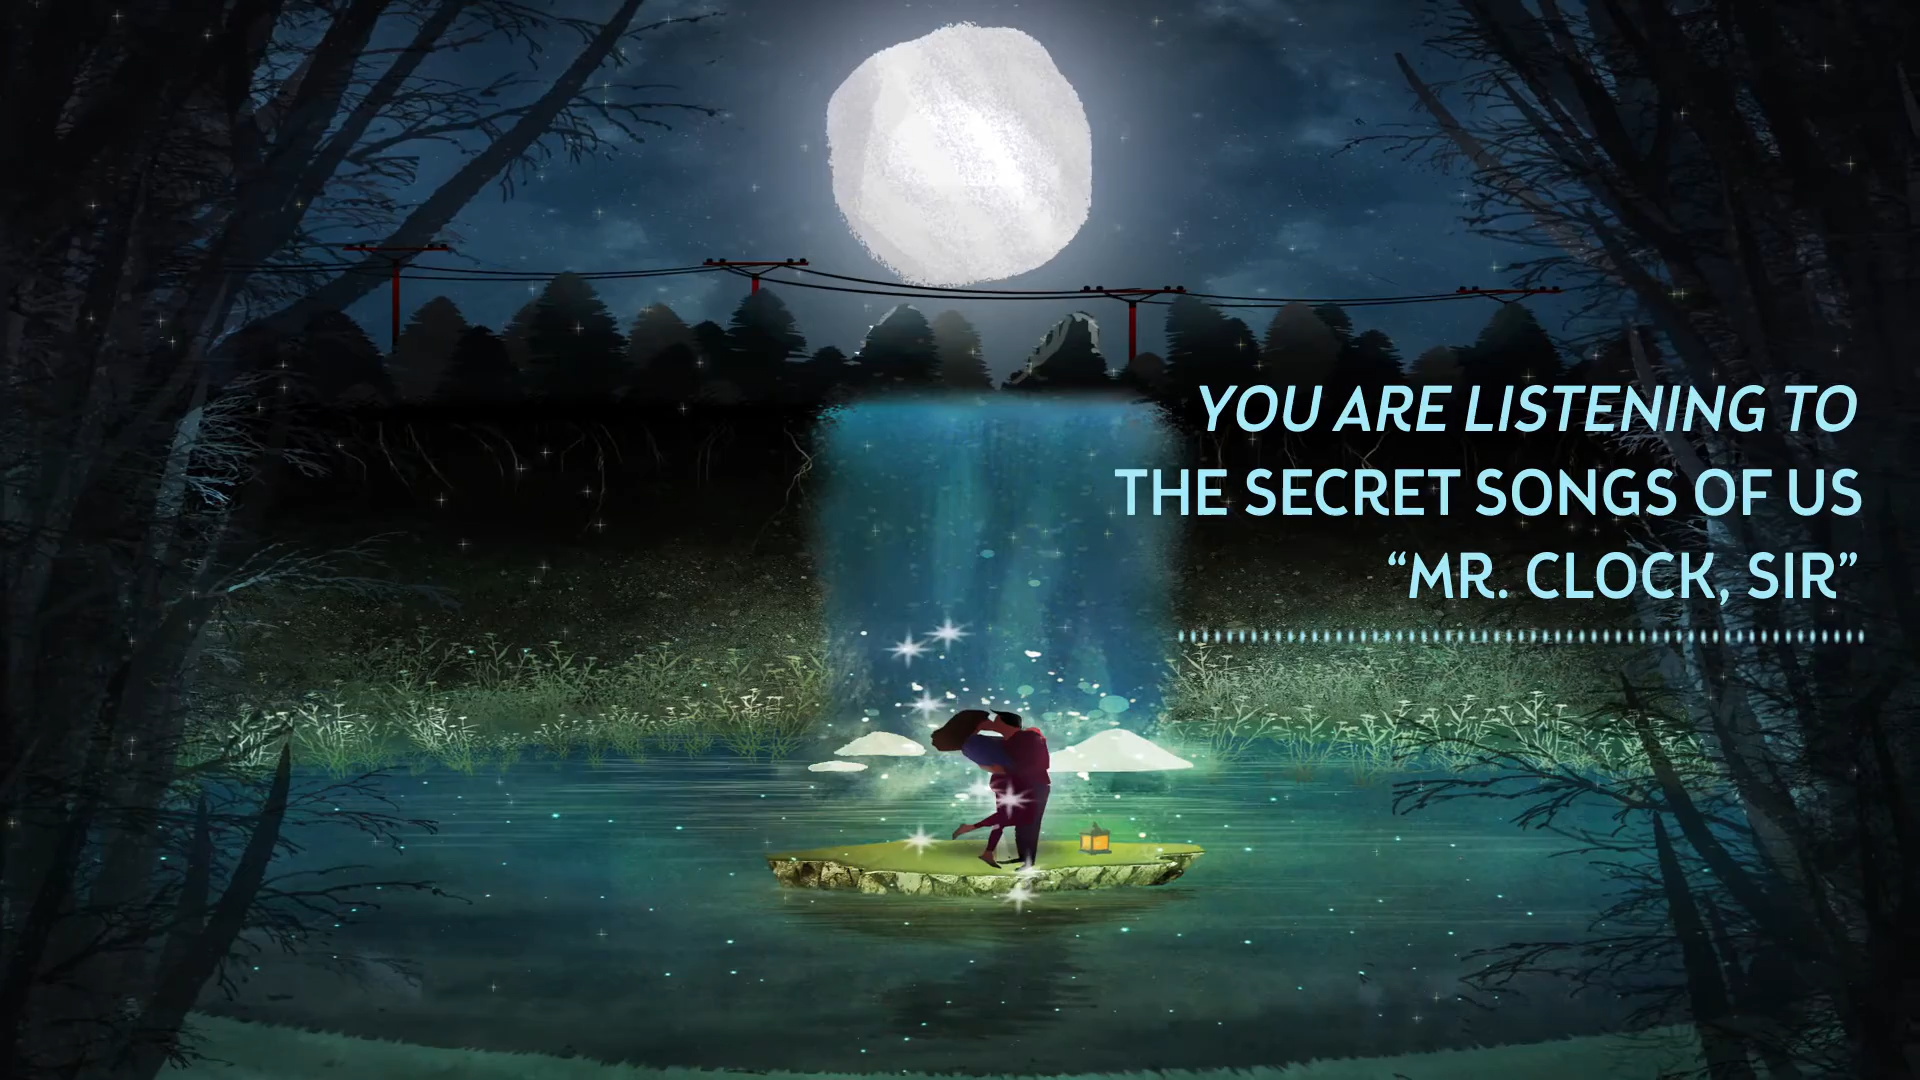 YOU ARE LISTENING TO
THE SECRET SONGS OF US
“MR. CLOCK, SIR”